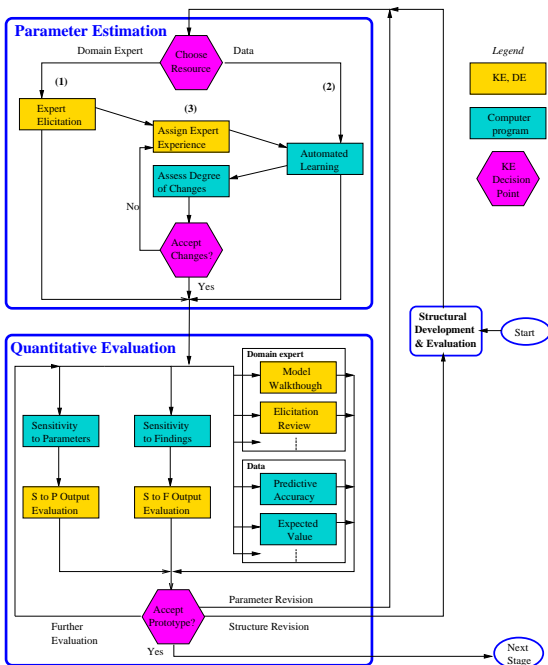 Parameter Estimation
Domain Expert
Data
Choose
Resource
(1)
(2)
(3)
Expert
Elicitation
Assign Expert
Experience
Automated
Learning
Assess Degree
of Changes
No
Accept
Changes?
Yes
Legend
KE, DE
Computer
program
KE
Decision
Point
Structural
Development
& Evaluation
Start
Quantitative Evaluation
Domain expert
Model
Walkthough
Elicitation
Review
Sensitivity
to Parameters
Sensitivity
to Findings
Data
Predictive
Accuracy
Expected
Value
S to P Output
Evaluation
S to F Output
Evaluation
Accept
Prototype?
Parameter Revision
Structure Revision
Further
Evaluation
Yes
Next
Stage